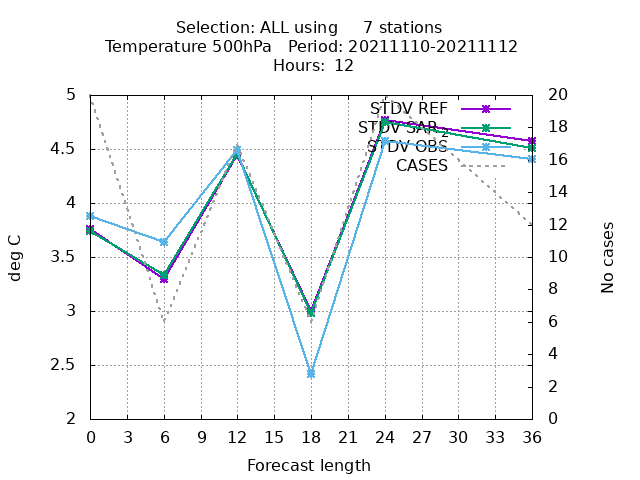 Selection: ALL using 7 stations
Temperature 500hPa Period: 20211110-20211112
Hours: 12
STDV REF
STDV SAR_2
STDV OBS
CASES
5
4.5
4
3.5
3
2.5
2
deg C
20
18
16
14
12
10
8
6
4
2
0
No cases
0 3 6 9 12 15 18 21 24 27 30 33 36
Forecast length